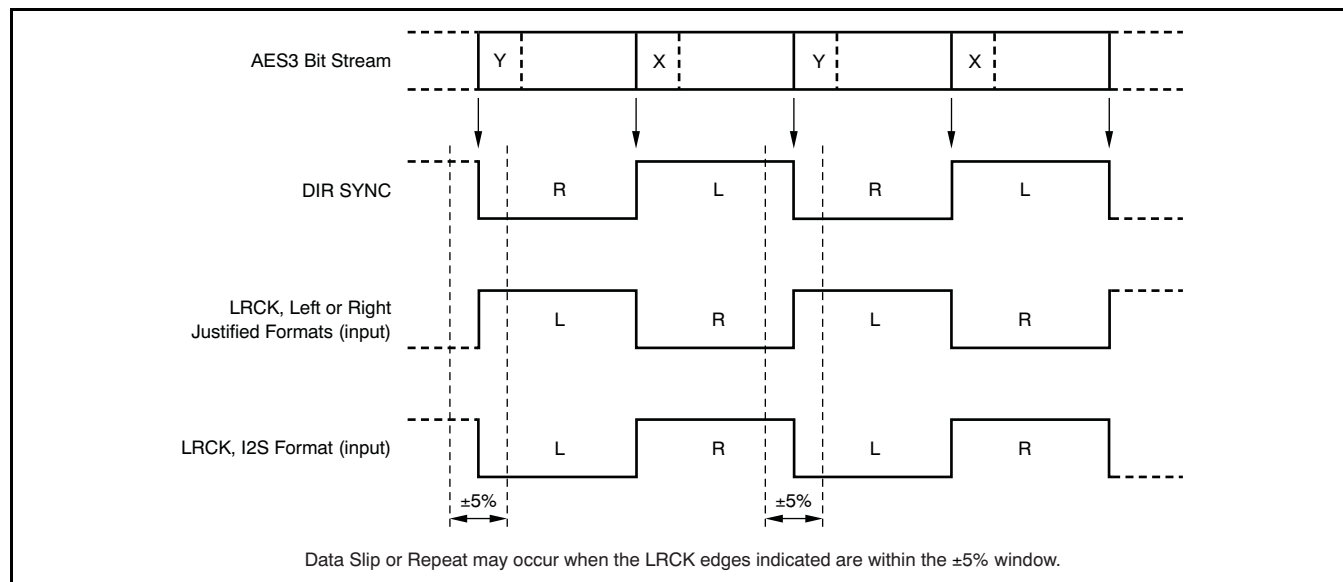 AES3 Bit Stream
Y
X
Y
X
DIR SYNC
R
L
R
L
LRCK, Left or Right
Justified Formats (input)
L
R
L
R
LRCK, I2S Format (input)
L
R
L
R
±5%
±5%
Data Slip or Repeat may occur when the LRCK edges indicated are within the ±5% window.